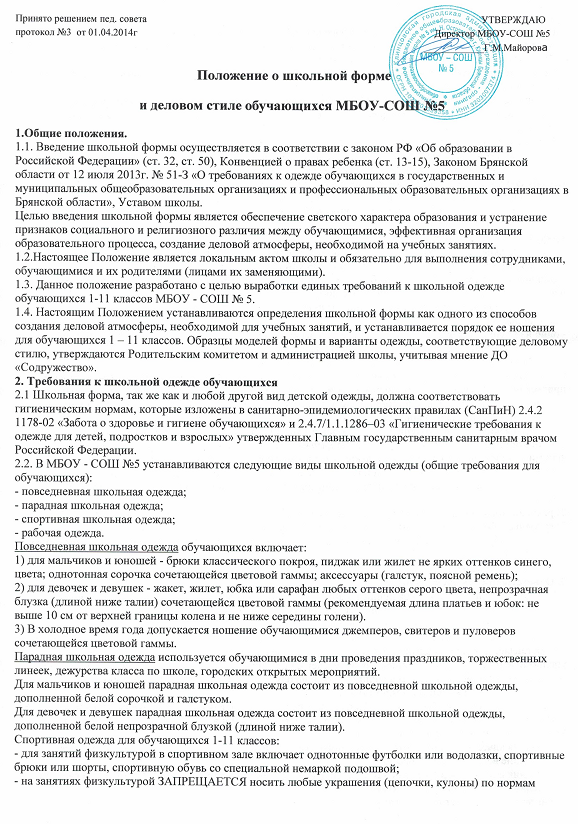 Принято решением пед. совета УТВЕРЖДАЮ
протокол №3 от 01.04.2014г Директор МБОУ-СОШ №5
Г.М.Майорова
МБОУ – СОШ
№ 5
Положение о школьной форме
и деловом стиле обучающихся МБОУ-СОШ №5
1.Общие положения.
1.1. Введение школьной формы осуществляется в соответствии с законом РФ «Об образовании в
Российской Федерации» (ст. 32, ст. 50), Конвенцией о правах ребенка (ст. 13-15), Законом Брянской
области от 12 июля 2013г. № 51-З «О требованиях к одежде обучающихся в государственных и
муниципальных общеобразовательных организациях и профессиональных образовательных организациях в
Брянской области», Уставом школы.
Целью введения школьной формы является обеспечение светского характера образования и устранение
признаков социального и религиозного различия между обучающимися, эффективная организация
образовательного процесса, создание деловой атмосферы, необходимой на учебных занятиях.
1.2.Настоящее Положение является локальным актом школы и обязательно для выполнения сотрудниками,
обучающимися и их родителями (лицами их заменяющими).
1.3. Данное положение разработано с целью выработки единых требований к школьной одежде
обучающихся 1-11 классов МБОУ - СОШ № 5.
1.4. Настоящим Положением устанавливаются определения школьной формы как одного из способов
создания деловой атмосферы, необходимой для учебных занятий, и устанавливается порядок ее ношения
для обучающихся 1 – 11 классов. Образцы моделей формы и варианты одежды, соответствующие деловому
стилю, утверждаются Родительским комитетом и администрацией школы, учитывая мнение ДО
«Содружество».
2. Требования к школьной одежде обучающихся
2.1 Школьная форма, так же как и любой другой вид детской одежды, должна соответствовать
гигиеническим нормам, которые изложены в санитарно-эпидемиологических правилах (СанПиН) 2.4.2
1178-02 «Забота о здоровье и гигиене обучающихся» и 2.4.7/1.1.1286–03 «Гигиенические требования к
одежде для детей, подростков и взрослых» утвержденных Главным государственным санитарным врачом
Российской Федерации.
2.2. В МБОУ - СОШ №5 устанавливаются следующие виды школьной одежды (общие требования для
обучающихся):
- повседневная школьная одежда;
- парадная школьная одежда;
- спортивная школьная одежда;
- рабочая одежда.
Повседневная школьная одежда обучающихся включает:
1) для мальчиков и юношей - брюки классического покроя, пиджак или жилет не ярких оттенков синего,
цвета; однотонная сорочка сочетающейся цветовой гаммы; аксессуары (галстук, поясной ремень);
2) для девочек и девушек - жакет, жилет, юбка или сарафан любых оттенков серого цвета, непрозрачная
блузка (длиной ниже талии) сочетающейся цветовой гаммы (рекомендуемая длина платьев и юбок: не
выше 10 см от верхней границы колена и не ниже середины голени).
3) В холодное время года допускается ношение обучающимися джемперов, свитеров и пуловеров
сочетающейся цветовой гаммы.
Парадная школьная одежда используется обучающимися в дни проведения праздников, торжественных
линеек, дежурства класса по школе, городских открытых мероприятий.
Для мальчиков и юношей парадная школьная одежда состоит из повседневной школьной одежды,
дополненной белой сорочкой и галстуком.
Для девочек и девушек парадная школьная одежда состоит из повседневной школьной одежды,
дополненной белой непрозрачной блузкой (длиной ниже талии).
Спортивная одежда для обучающихся 1-11 классов:
- для занятий физкультурой в спортивном зале включает однотонные футболки или водолазки, спортивные
брюки или шорты, спортивную обувь со специальной немаркой подошвой;
- на занятиях физкультурой ЗАПРЕЩАЕТСЯ носить любые украшения (цепочки, кулоны) по нормам